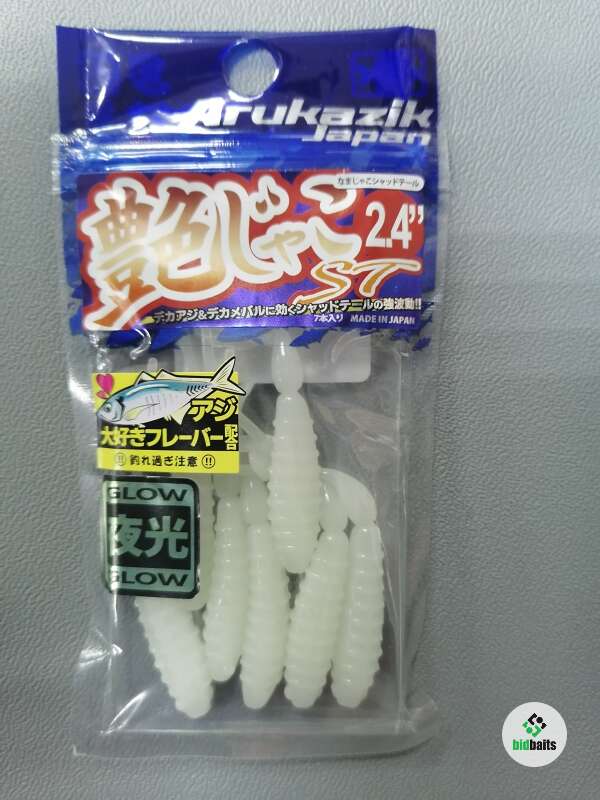 Arukazik
Japan
なまじゃこシャッドテール
艶色じゃこ
2.4”
ST
デカアジ&デカメバルに効くシャッドテールの強波動!!
7本入り MADE IN JAPAN
アジ
大好きフレーバー配合
!! 釣れ過ぎ注意 !!
GLOW
夜光
GLOW
bidbaits